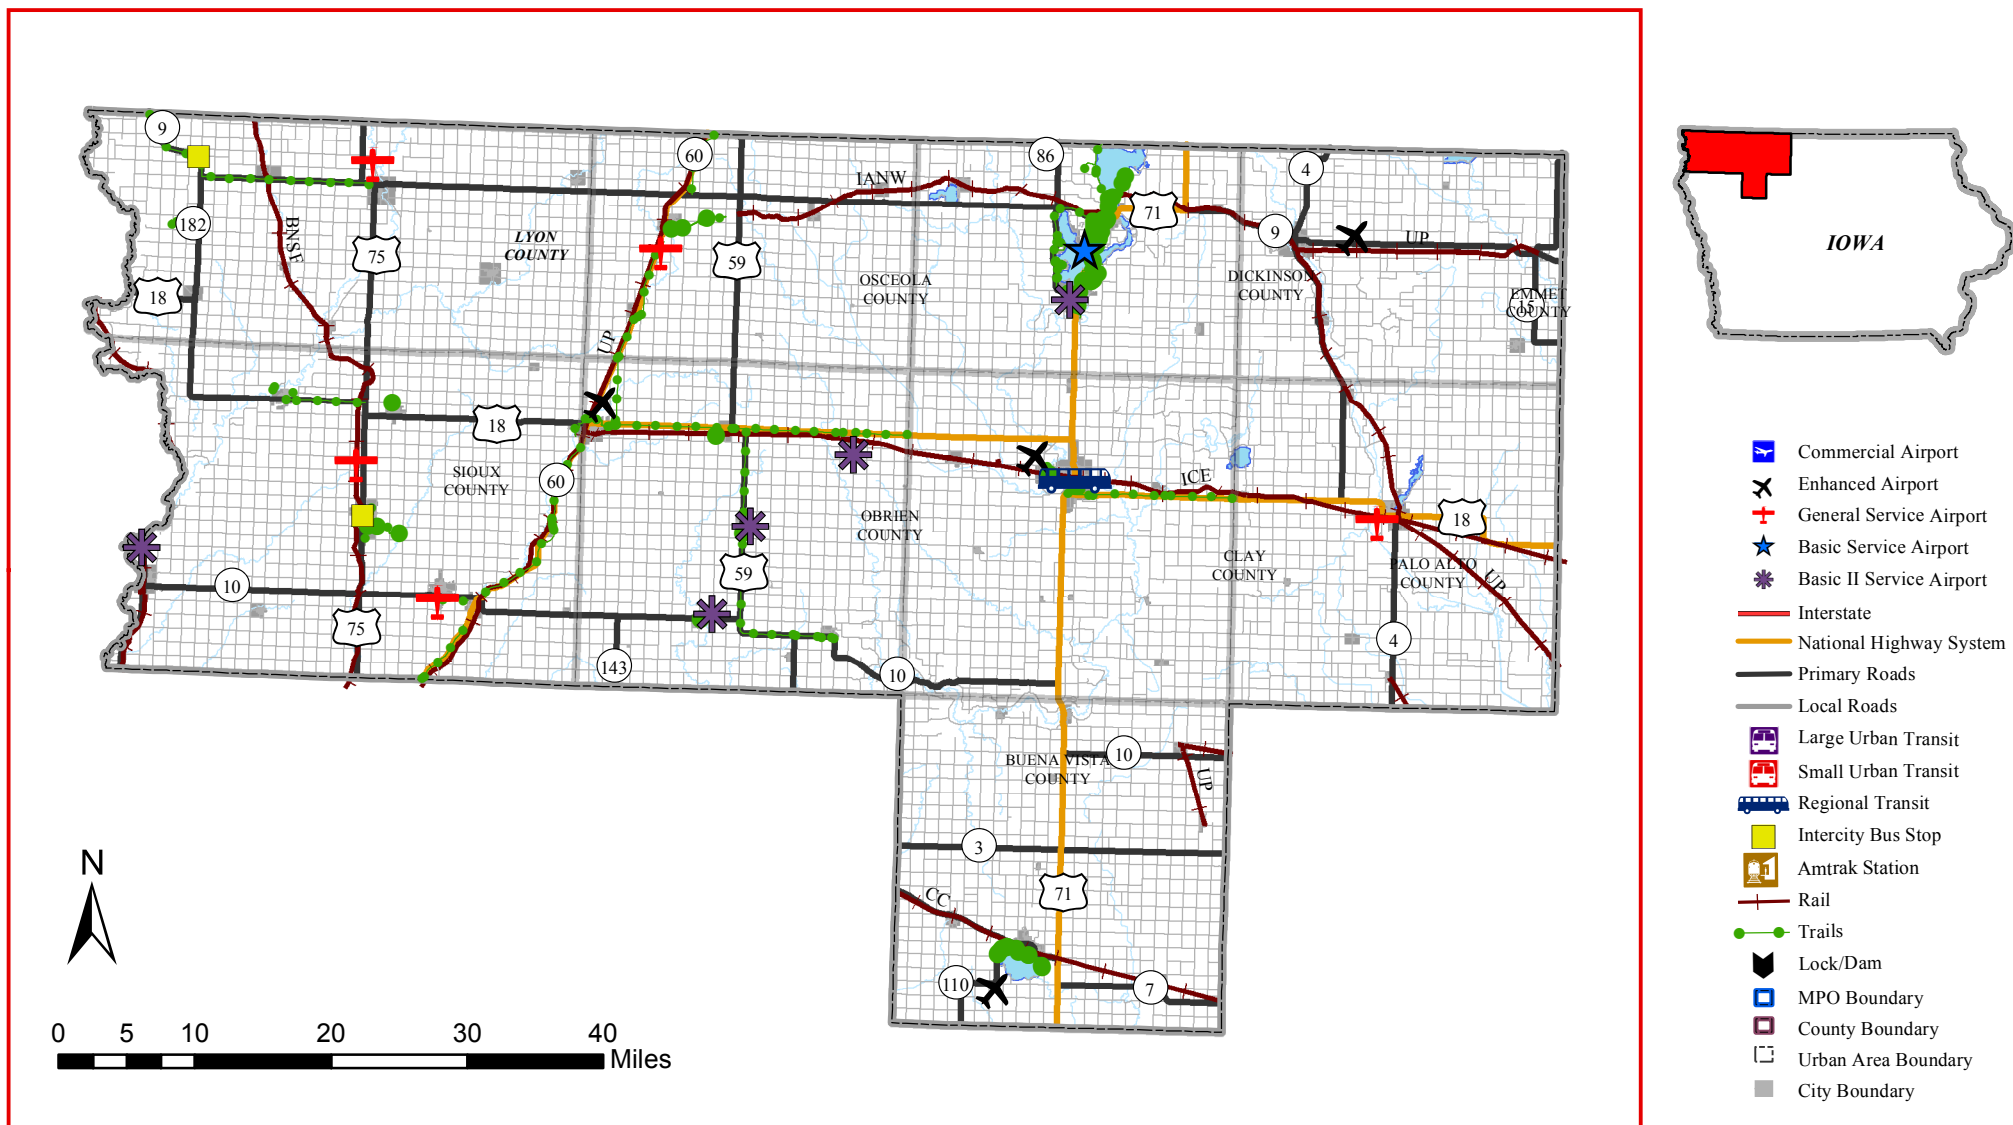 9
60
86
4
IANW
71
182
BNSF
LYON
COUNTY
75
59
9
UP
OSCEOLA
COUNTY
DICKINSON
COUNTY
18
EMMET
COUNTY
15
UP
18
SIOUX
COUNTY
60
ICE
OBRIEN
COUNTY
18
CLAY
COUNTY
PALO ALTO
COUNTY
UP
10
59
75
143
10
4
BUENA VISTA
COUNTY
10
UP
3
CC
71
110
7
N
0 5 10 20 30 40
Miles
IOWA
Commercial Airport
Enhanced Airport
General Service Airport
Basic Service Airport
Basic II Service Airport
Interstate
National Highway System
Primary Roads
Local Roads
Large Urban Transit
Small Urban Transit
Regional Transit
Intercity Bus Stop
Amtrak Station
Rail
Trails
Lock/Dam
MPO Boundary
County Boundary
Urban Area Boundary
City Boundary